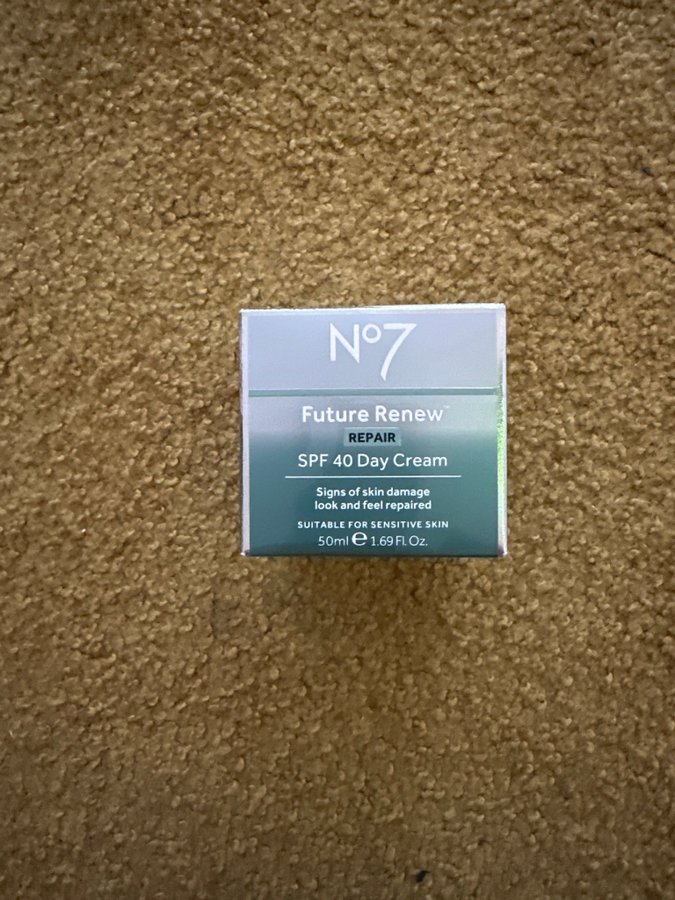 Nº7
Future Renew™
REPAIR
SPF 40 Day Cream
Signs of skin damage
look and feel repaired
SUITABLE FOR SENSITIVE SKIN
50ml ℮ 1.69 Fl. Oz.